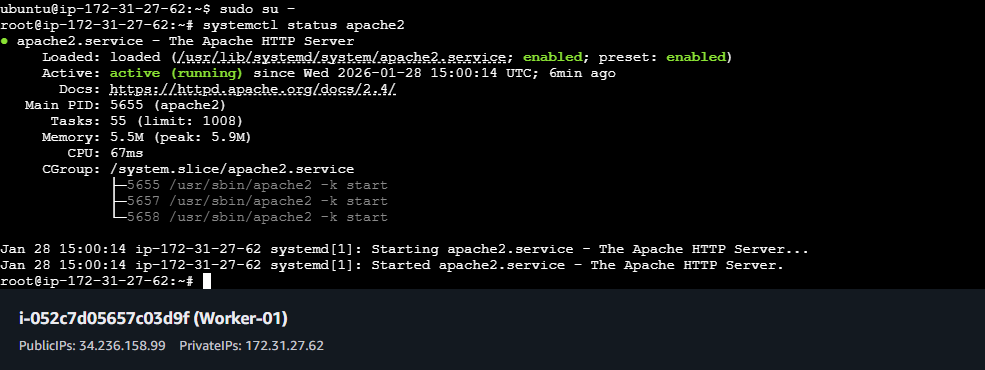 ubuntu@ip-172-31-27-62:~$ sudo su -
root@ip-172-31-27-62:~# systemctl status apache2
● apache2.service - The Apache HTTP Server
Loaded: loaded (/usr/lib/systemd/system/apache2.service; enabled; preset: enabled)
Active: active (running) since Wed 2026-01-28 15:00:14 UTC; 6min ago
Docs: https://httpd.apache.org/docs/2.4/
Main PID: 5655 (apache2)
Tasks: 55 (limit: 1008)
Memory: 5.5M (peak: 5.9M)
CPU: 67ms
CGroup: /system.slice/apache2.service
├─5655 /usr/sbin/apache2 -k start
├─5657 /usr/sbin/apache2 -k start
└─5658 /usr/sbin/apache2 -k start
Jan 28 15:00:14 ip-172-31-27-62 systemd[1]: Starting apache2.service - The Apache HTTP Server...
Jan 28 15:00:14 ip-172-31-27-62 systemd[1]: Started apache2.service - The Apache HTTP Server.
root@ip-172-31-27-62:~#
i-052c7d05657c03d9f (Worker-01)
PublicIPs: 34.236.158.99 PrivateIPs: 172.31.27.62